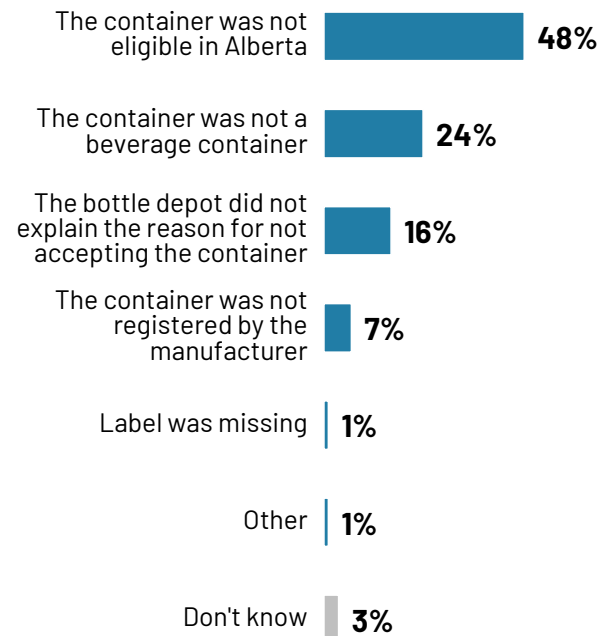 The container was not
eligible in Alberta
48%
The container was not a
beverage container
24%
The bottle depot did not
explain the reason for not
accepting the container
16%
The container was not
registered by the
manufacturer
7%
Label was missing
1%
Other
1%
Don't know
3%